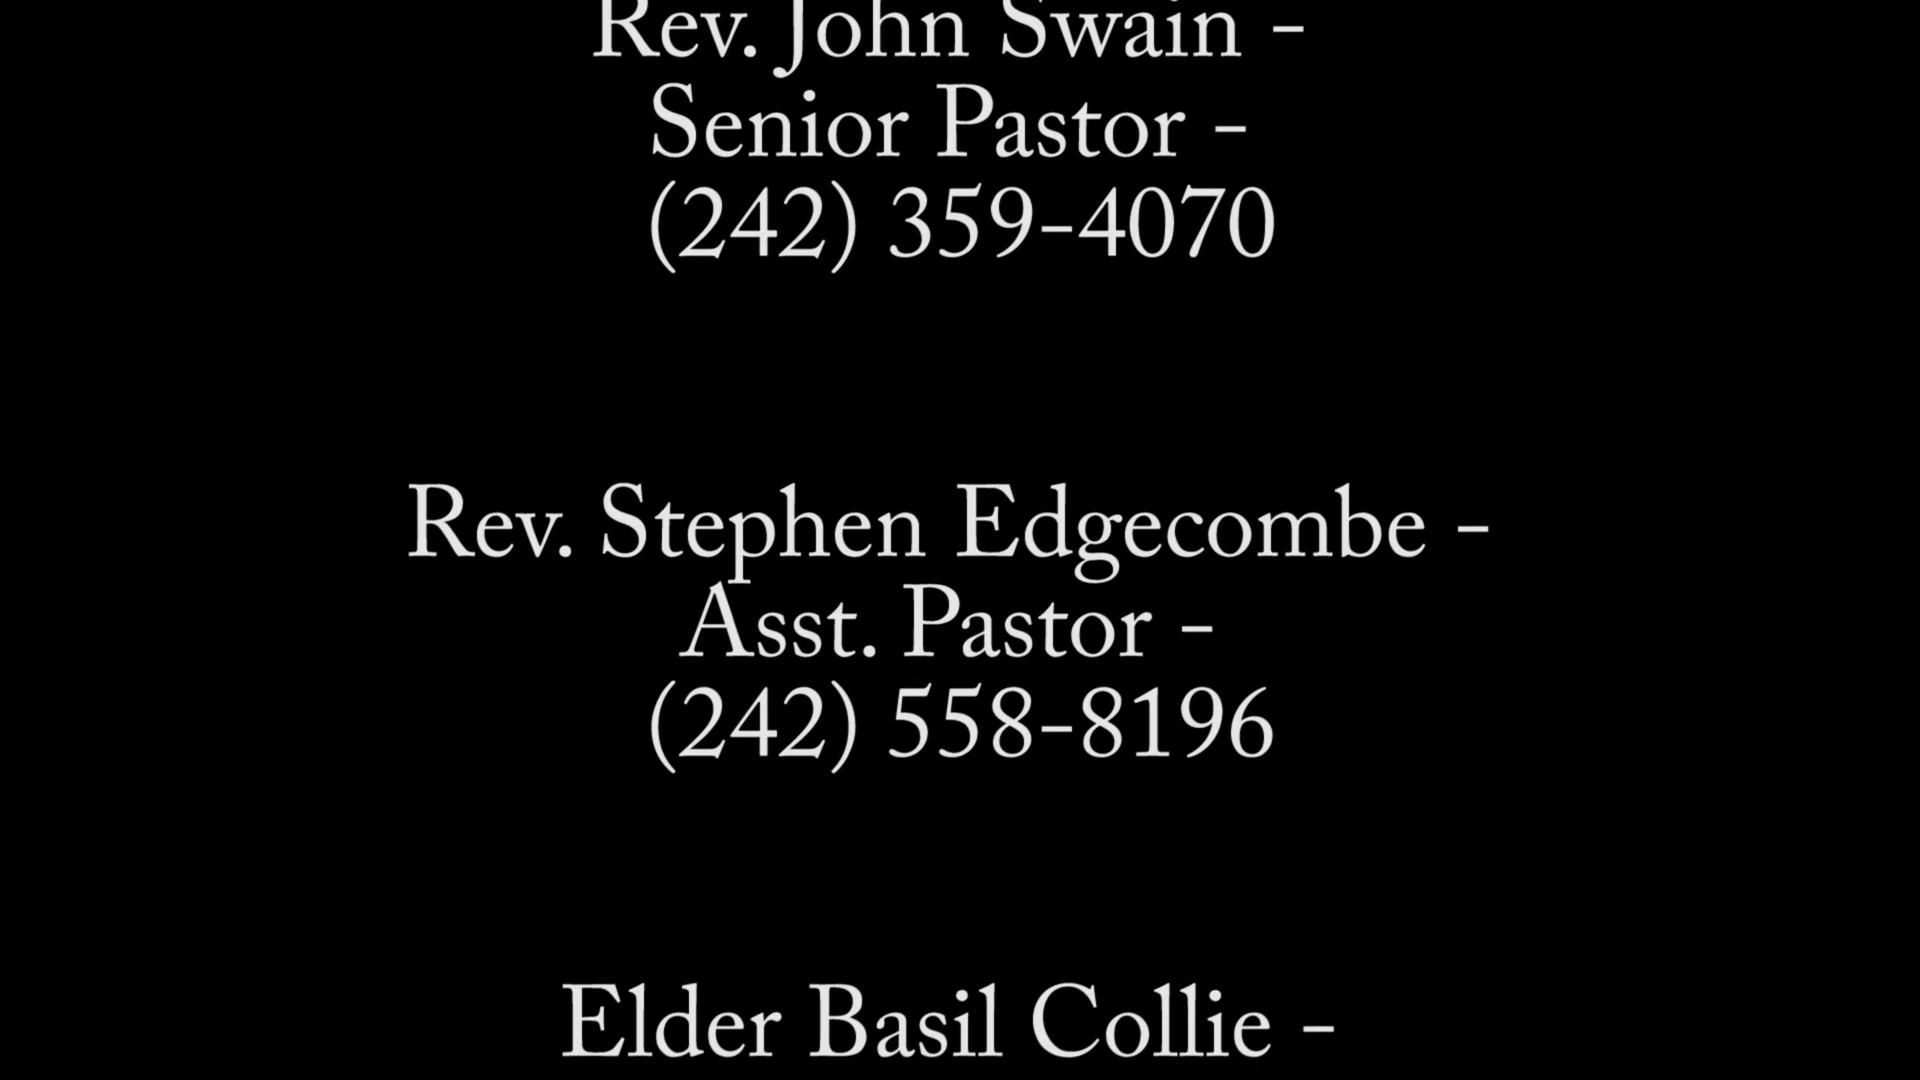 Rev. John Swain -
Senior Pastor -
(242) 359-4070
Rev. Stephen Edgecombe -
Asst. Pastor -
(242) 558-8196
Elder Basil Collie -